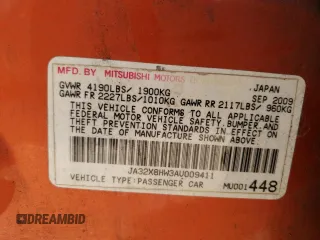 MFD. BY MITSUBISHI MOTORS JAPAN
GVWR 4190LBS/ 1900KG SEP 2009
GAWR FR 2227LBS/1010KG GAWR RR 2117LBS/ 960KG
THIS VEHICLE CONFORMS TO ALL APPLICABLE
FEDERAL MOTOR VEHICLE SAFETY, BUMPER, AND
THEFT PREVENTION STANDARDS IN EFFECT ON
THE DATE OF MANUFACTURE SHOWN ABOVE.
JA32X8HW3AU009411
VEHICLE TYPE:PASSENGER CAR MU001448
DREAMBID